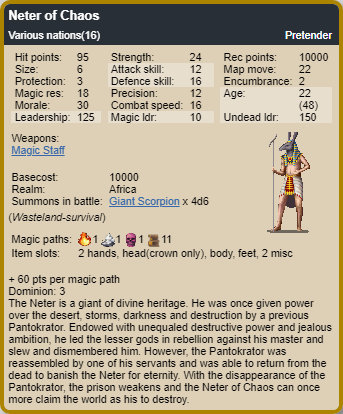 Neter of Chaos
Various nations(16) Pretender
Hit points: 95 Strength: 24 Rec points: 10000
Size: 6 Attack skill: 12 Map move: 22
Protection: 3 Defence skill: 16 Encumbrance: 2
Magic res: 18 Precision: 12 Age: 22
Morale: 30 Combat speed: 16 (48)
Leadership: 125 Magic ldr: 10 Undead ldr: 150
Weapons:
Magic Staff
Basecost: 10000
Realm: Africa
Summons in battle: Giant Scorpion x 4d6
(Wasteland-survival)
Magic paths: 1 1 1 11
Item slots: 2 hands, head(crown only), body, feet, 2 misc
+ 60 pts per magic path
Dominion: 3
The Neter is a giant of divine heritage. He was once given power
over the desert, storms, darkness and destruction by a previous
Pantokrator. Endowed with unequaled destructive power and jealous
ambition, he led the lesser gods in rebellion against his master and
slew and dismembered him. However, the Pantokrator was
reassembled by one of his servants and was able to return from the
dead to banish the Neter for eternity. With the disappearance of the
Pantokrator, the prison weakens and the Neter of Chaos can once
more claim the world as his to destroy.